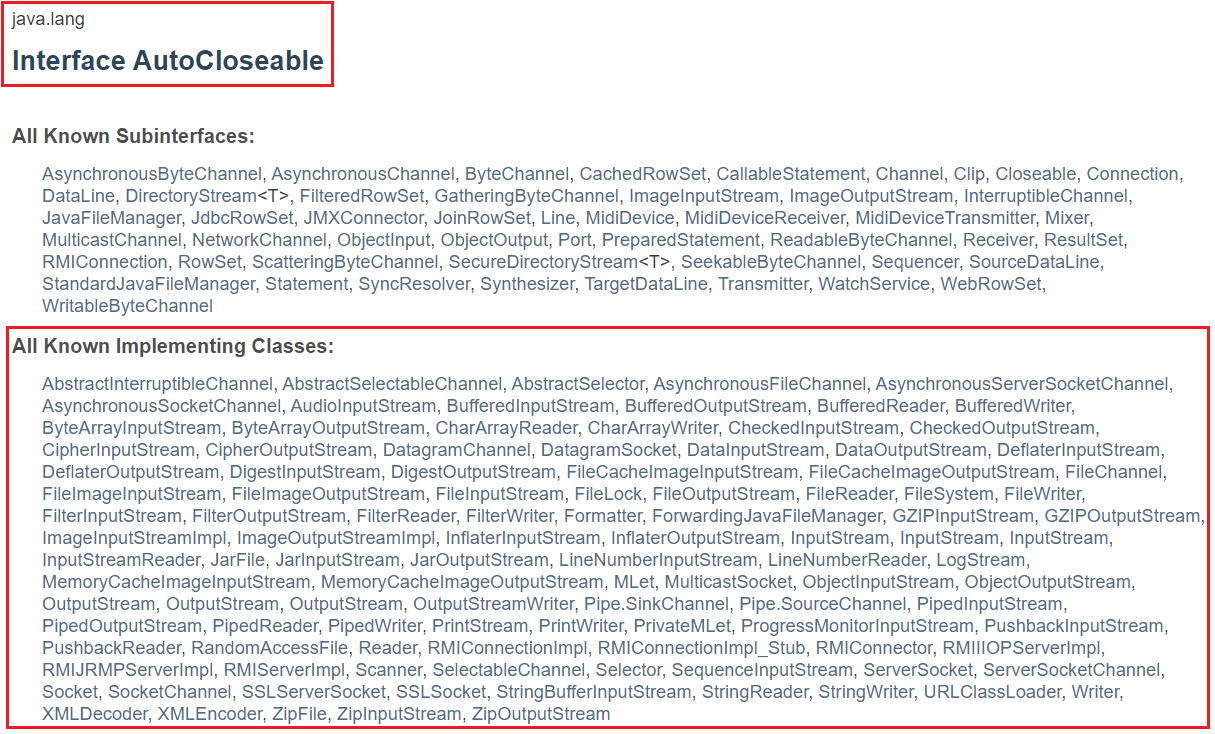 java.lang
Interface AutoCloseable
All Known Subinterfaces:
AsynchronousByteChannel, AsynchronousChannel, ByteChannel, CachedRowSet, CallableStatement, Channel, Clip, Closeable, Connection,
DataLine, DirectoryStream<T>, FilteredRowSet, GatheringByteChannel, ImageInputStream, ImageOutputStream, InterruptibleChannel,
JavaFileManager, JdbcRowSet, JMXConnector, JoinRowSet, Line, MidiDevice, MidiDeviceReceiver, MidiDeviceTransmitter, Mixer,
MulticastChannel, NetworkChannel, ObjectInput, ObjectOutput, Port, PreparedStatement, ReadableByteChannel, Receiver, ResultSet,
RMIConnection, RowSet, ScatteringByteChannel, SecureDirectoryStream<T>, SeekableByteChannel, Sequencer, SourceDataLine,
StandardJavaFileManager, Statement, SyncResolver, Synthesizer, TargetDataLine, Transmitter, WatchService, WebRowSet,
WritableByteChannel
All Known Implementing Classes:
AbstractInterruptibleChannel, AbstractSelectableChannel, AbstractSelector, AsynchronousFileChannel, AsynchronousServerSocketChannel,
AsynchronousSocketChannel, AudioInputStream, BufferedInputStream, BufferedOutputStream, BufferedReader, BufferedWriter,
ByteArrayInputStream, ByteArrayOutputStream, CharArrayReader, CharArrayWriter, CheckedInputStream, CheckedOutputStream,
CipherInputStream, CipherOutputStream, DatagramChannel, DatagramSocket, DataInputStream, DataOutputStream, DeflaterInputStream,
DeflaterOutputStream, DigestInputStream, DigestOutputStream, FileCacheImageInputStream, FileCacheImageOutputStream, FileChannel,
FileImageInputStream, FileImageOutputStream, FileInputStream, FileLock, FileOutputStream, FileReader, FileSystem, FileWriter,
FilterInputStream, FilterOutputStream, FilterReader, FilterWriter, Formatter, ForwardingJavaFileManager, GZIPInputStream, GZIPOutputStream,
ImageInputStreamImpl, ImageOutputStreamImpl, InflaterInputStream, InflaterOutputStream, InputStream, InputStream, InputStream,
InputStreamReader, JarFile, JarInputStream, JarOutputStream, LineNumberInputStream, LineNumberReader, LogStream,
MemoryCacheImageInputStream, MemoryCacheImageOutputStream, MLet, MulticastSocket, ObjectInputStream, ObjectOutputStream,
OutputStream, OutputStream, OutputStream, OutputStreamWriter, Pipe.SinkChannel, Pipe.SourceChannel, PipedInputStream,
PipedOutputStream, PipedReader, PipedWriter, PrintStream, PrintWriter, PrivateMLet, ProgressMonitorInputStream, PushbackInputStream,
PushbackReader, RandomAccessFile, Reader, RMIConnectionImpl, RMIConnectionImpl_Stub, RMIConnector, RMIIIOPServerImpl,
RMIJRMPServerImpl, RMIServerImpl, Scanner, SelectableChannel, Selector, SequenceInputStream, ServerSocket, ServerSocketChannel,
Socket, SocketChannel, SSLServerSocket, SSLSocket, StringBufferInputStream, StringReader, StringWriter, URLClassLoader, Writer,
XMLDecoder, XMLEncoder, ZipFile, ZipInputStream, ZipOutputStream